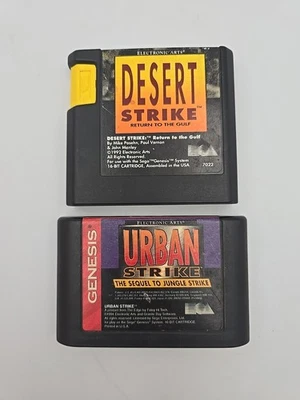 ELECTRONIC ARTS
DESERT
STRIKE™
RETURN TO THE GULF
DESERT STRIKE:™ Return to the Gulf
By Mike Posehn, Paul Vernon
& John Manley
©1992 Electronic Arts
All Rights Reserved.
For use with the Sega™ Genesis™ System
16-BIT CARTRIDGE, Assembled in the USA
7022
GENESIS
ELECTRONIC ARTS
URBAN
STRIKE
THE SEQUEL TO JUNGLE STRIKE
URBAN STRIKE™